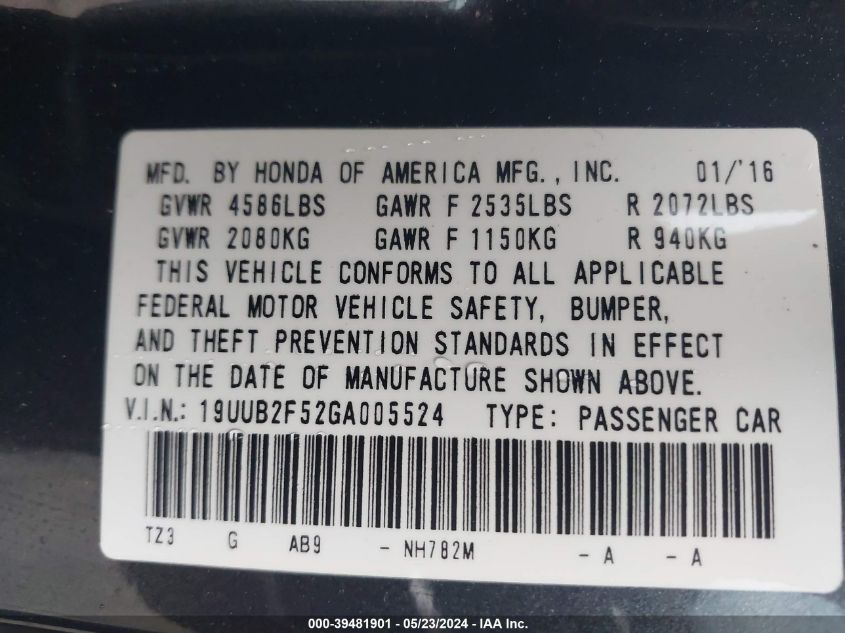 MFD. BY HONDA OF AMERICA MFG., INC. 01/'16
GVWR 4586LBS GAWR F 2535LBS R 2072LBS
GVWR 2080KG GAWR F 1150KG R 940KG
THIS VEHICLE CONFORMS TO ALL APPLICABLE
FEDERAL MOTOR VEHICLE SAFETY, BUMPER,
AND THEFT PREVENTION STANDARDS IN EFFECT
ON THE DATE OF MANUFACTURE SHOWN ABOVE.
V.I.N.: 19UUB2F52GA005524 TYPE: PASSENGER CAR
TZ3 G AB9 - NH782M - A - A
000-39481901 - 05/23/2024 - IAA Inc.